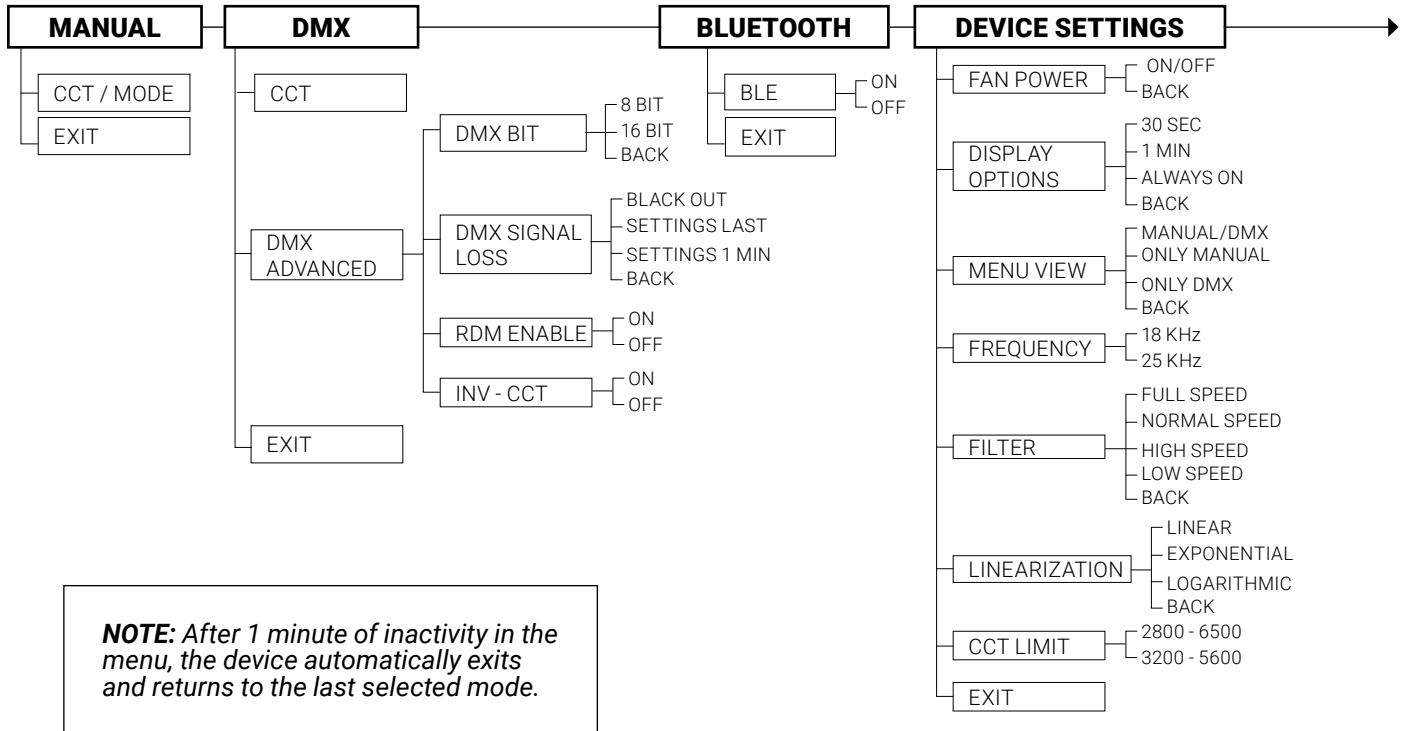 MANUAL
CCT / MODE
EXIT
DMX
CCT
DMX
ADVANCED
DMX BIT
8 BIT
16 BIT
BACK
DMX SIGNAL
LOSS
BLACK OUT
SETTINGS LAST
SETTINGS 1 MIN
BACK
RDM ENABLE
ON
OFF
INV - CCT
ON
OFF
EXIT
BLUETOOTH
BLE
ON
OFF
EXIT
DEVICE SETTINGS
FAN POWER
ON/OFF
BACK
DISPLAY
OPTIONS
30 SEC
1 MIN
ALWAYS ON
BACK
MENU VIEW
MANUAL/DMX
ONLY MANUAL
ONLY DMX
BACK
FREQUENCY
18 KHz
25 KHz
FILTER
FULL SPEED
NORMAL SPEED
HIGH SPEED
LOW SPEED
BACK
LINEARIZATION
LINEAR
EXPONENTIAL
LOGARITHMIC
BACK
CCT LIMIT
2800 - 6500
3200 - 5600
EXIT
NOTE: After 1 minute of inactivity in the
menu, the device automatically exits
and returns to the last selected mode.